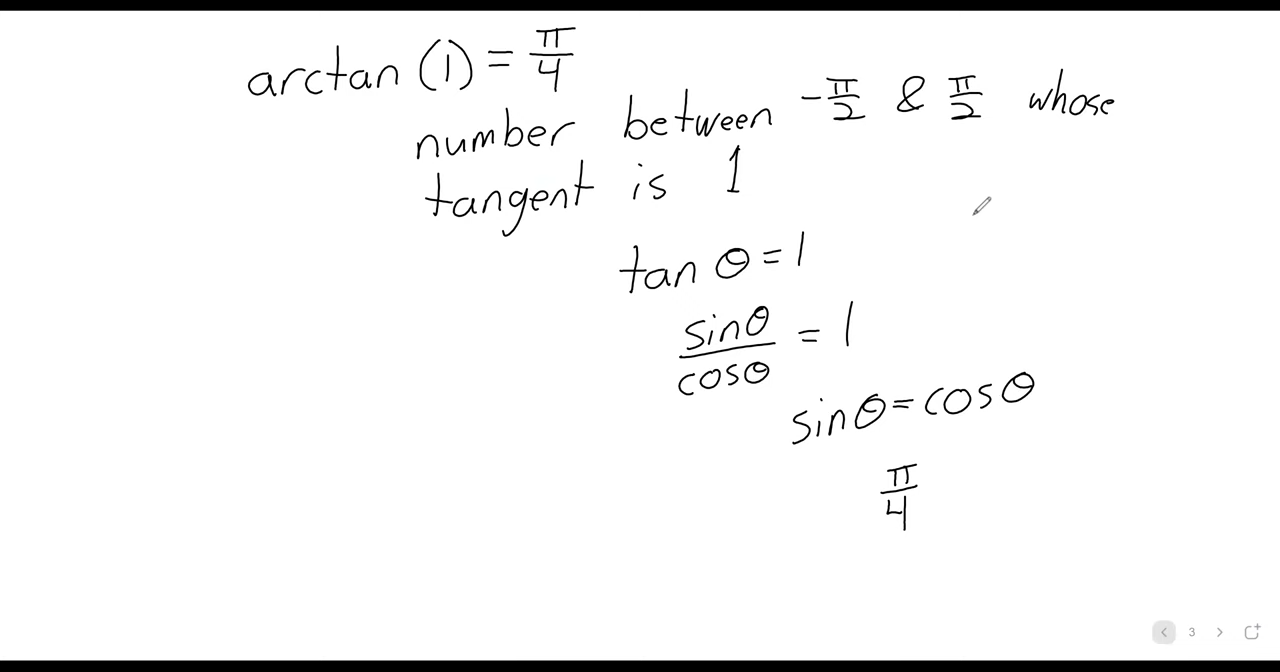 arctan (1) = π/4
number between -π/2 & π/2 whose
tangent is 1
tan θ = 1
sinθ/cosθ = 1
sinθ = cosθ
π/4
3